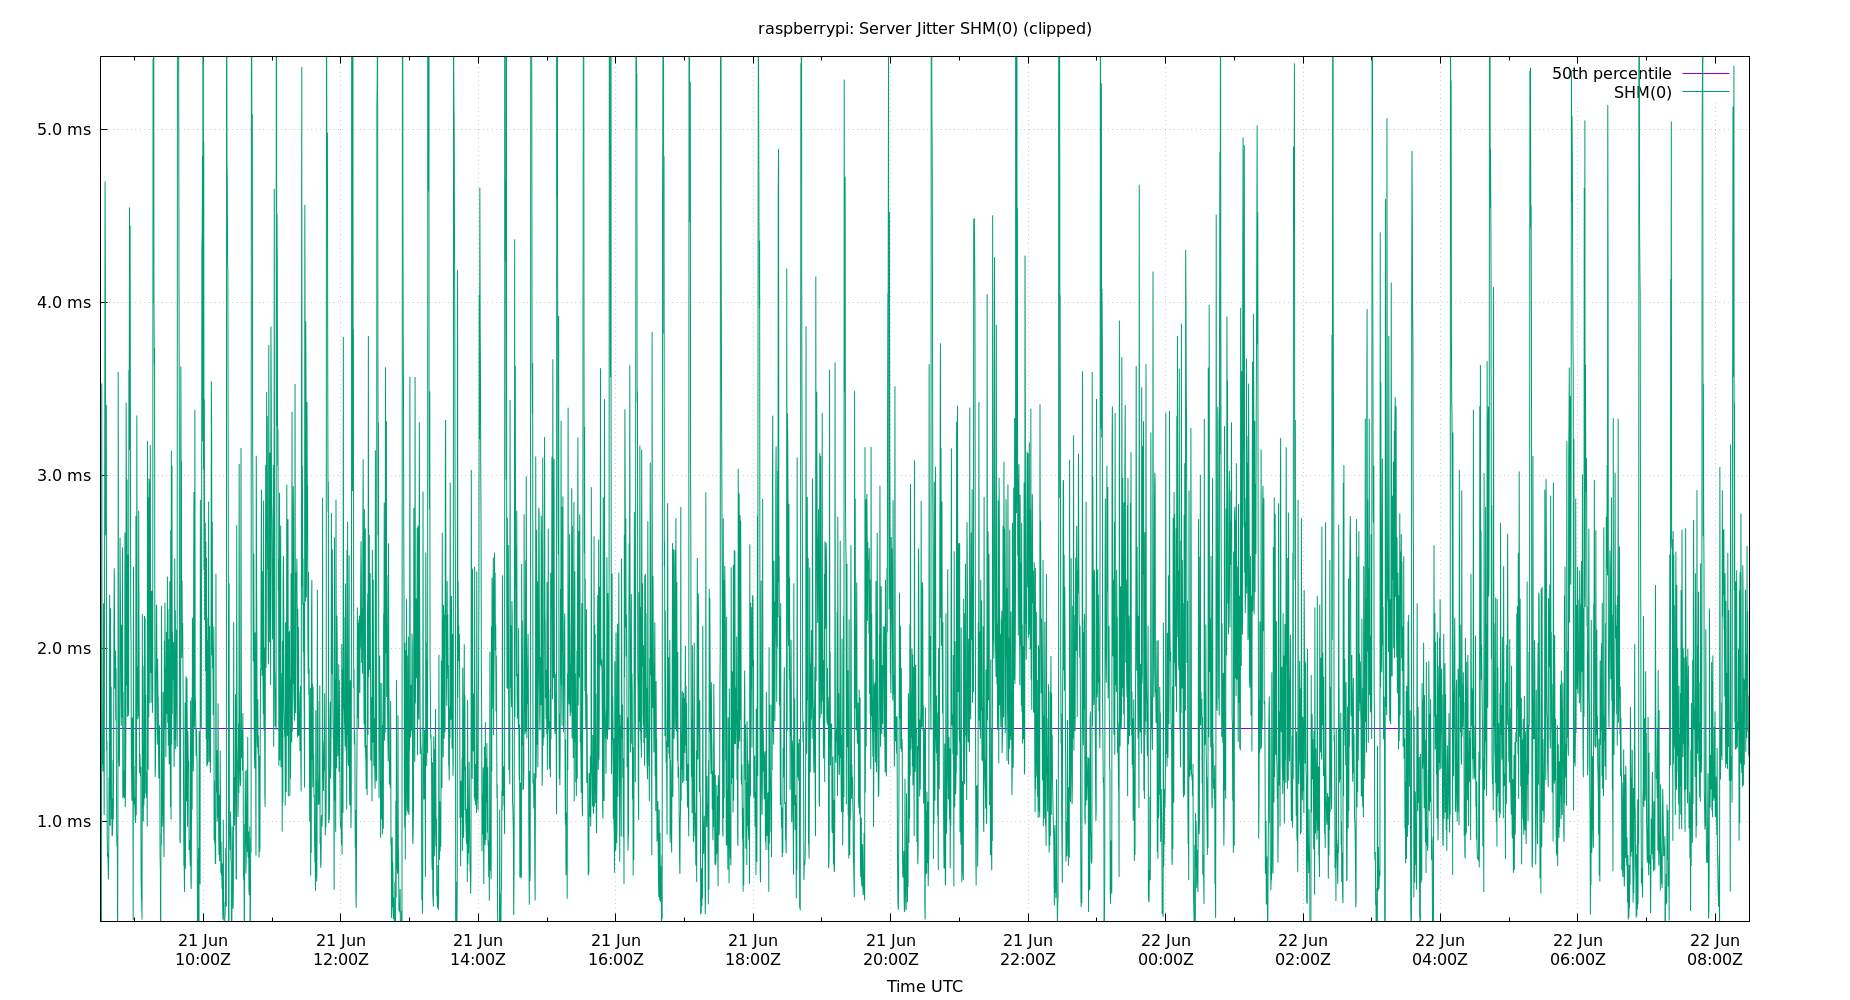 raspberrypi: Server Jitter SHM(0) (clipped)
50th percentile
SHM(0)
5.0 ms
4.0 ms
3.0 ms
2.0 ms
1.0 ms
21 Jun 21 Jun 21 Jun 21 Jun 21 Jun 21 Jun 21 Jun 22 Jun 22 Jun 22 Jun 22 Jun 22 Jun
10:00Z 12:00Z 14:00Z 16:00Z 18:00Z 20:00Z 22:00Z 00:00Z 02:00Z 04:00Z 06:00Z 08:00Z
Time UTC